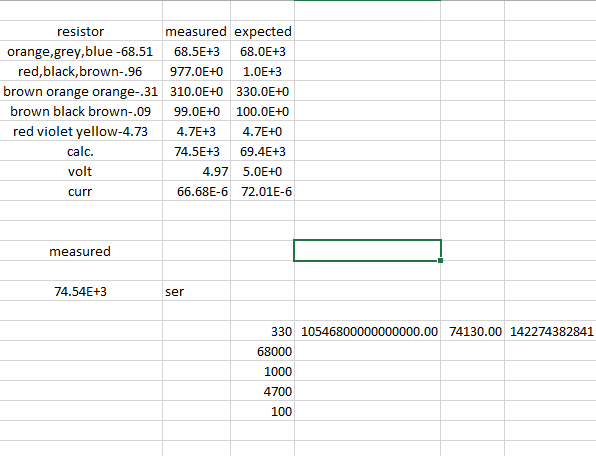 resistor measured expected
orange,grey,blue -68.51 68.5E+3 68.0E+3
red,black,brown-.96 977.0E+0 1.0E+3
brown orange orange-.31 310.0E+0 330.0E+0
brown black brown-.09 99.0E+0 100.0E+0
red violet yellow-4.73 4.7E+3 4.7E+0
calc. 74.5E+3 69.4E+3
volt 4.97 5.0E+0
curr 66.68E-6 72.01E-6
measured
74.54E+3 ser
330 10546800000000000.00 74130.00 142274382841
68000
1000
4700
100